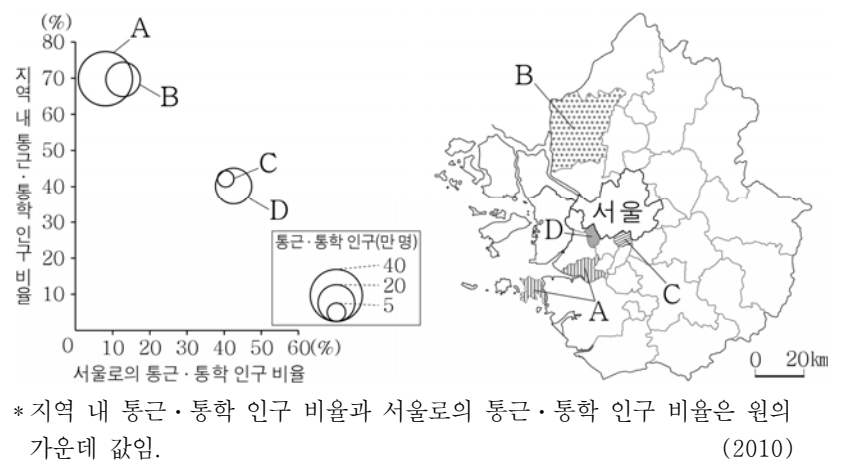 (%)
80
70
60
50
40
30
20
10
0
10 20 30 40 50 60(%)
지역 내 통근·통학 인구 비율
서울로의 통근·통학 인구 비율
A
B
C
D
통근·통학 인구(만 명)
40
20
5
B
서울
D
A
C
0 20km
* 지역 내 통근·통학 인구 비율과 서울로의 통근·통학 인구 비율은 원의
가운데 값임. (2010)